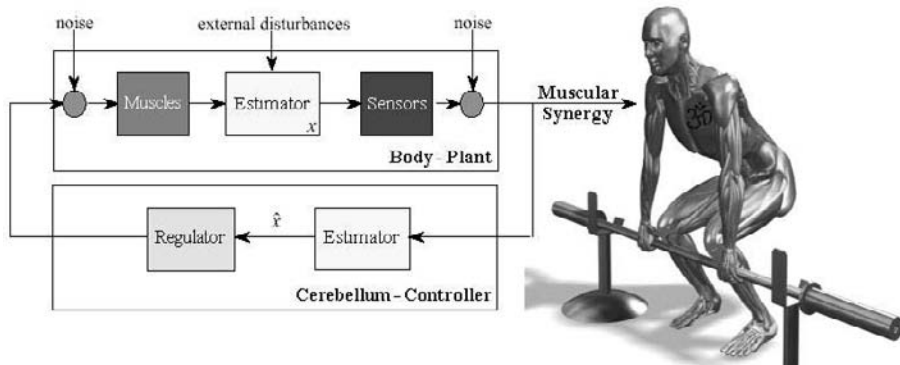 noise
external disturbances
noise
Muscles
Estimator
x
Sensors
Muscular
Synergy
Body - Plant
Regulator
x̂
Estimator
Cerebellum - Controller
ॐ